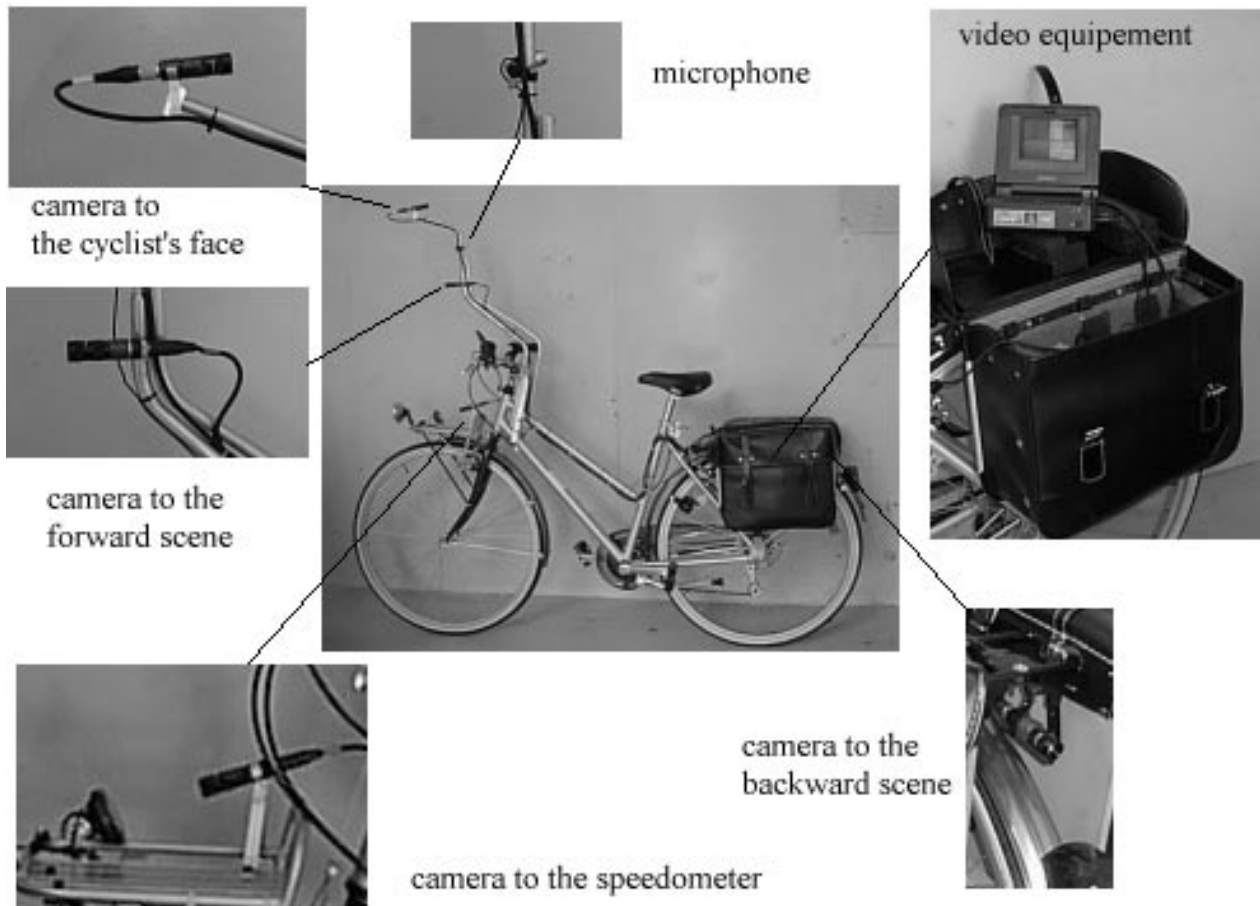 video equipement
microphone
camera to
the cyclist's face
camera to the
forward scene
camera to the
backward scene
camera to the speedometer